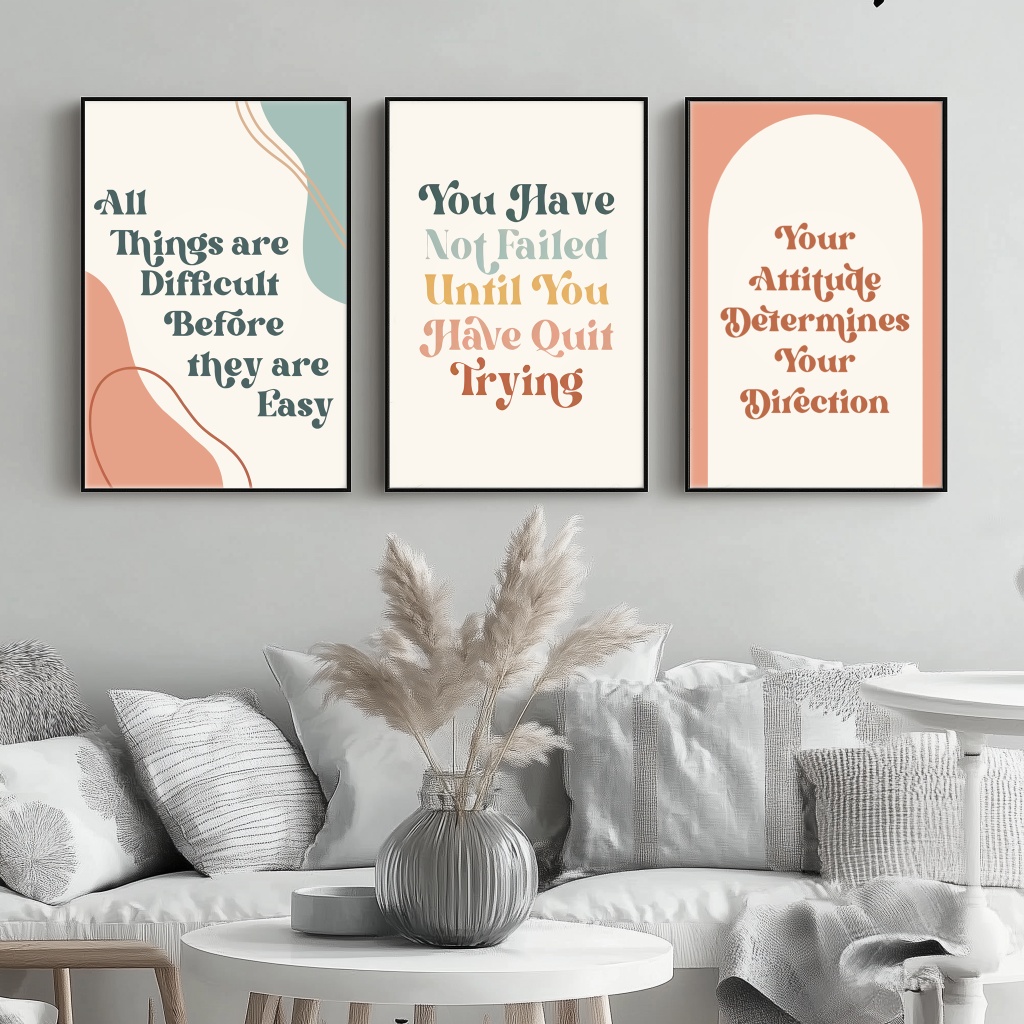 All
Things are
Difficult
Before
they are
Easy
You Have
Not Failed
Until You
Have Quit
Trying
Your
Attitude
Determines
Your
Direction